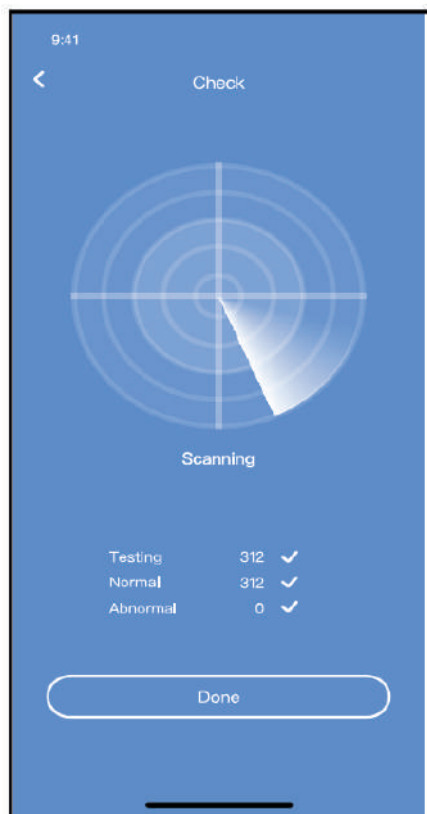 9:41
Check
Scanning
Testing 312
Normal 312
Abnormal 0
Done